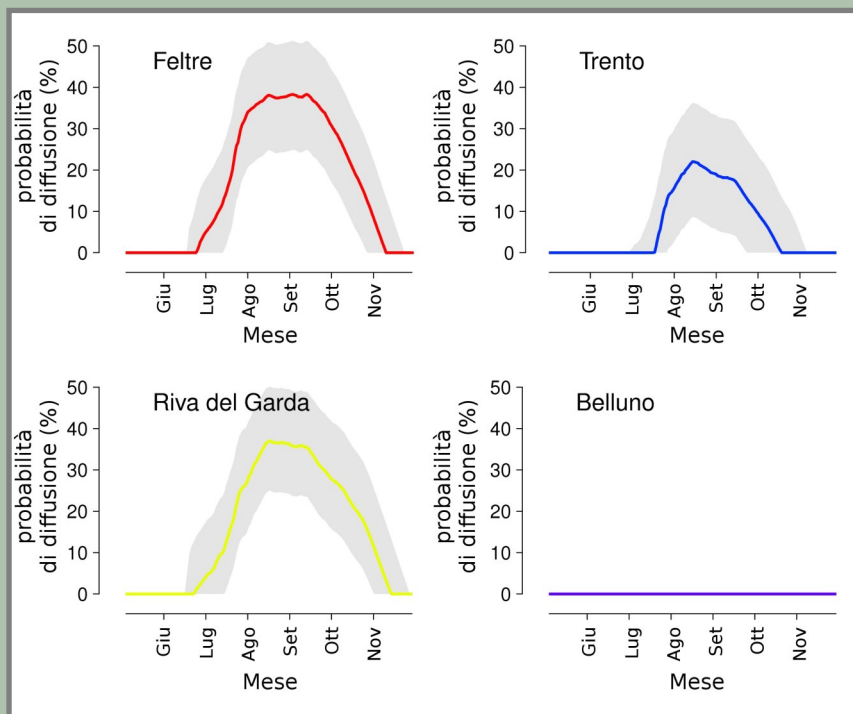 Feltre
probabilità
di diffusione (%)
50
40
30
20
10
0
Giu Lug Ago Set Ott Nov
Mese
Trento
probabilità
di diffusione (%)
50
40
30
20
10
0
Giu Lug Ago Set Ott Nov
Mese
Riva del Garda
probabilità
di diffusione (%)
50
40
30
20
10
0
Giu Lug Ago Set Ott Nov
Mese
Belluno
probabilità
di diffusione (%)
50
40
30
20
10
0
Giu Lug Ago Set Ott Nov
Mese